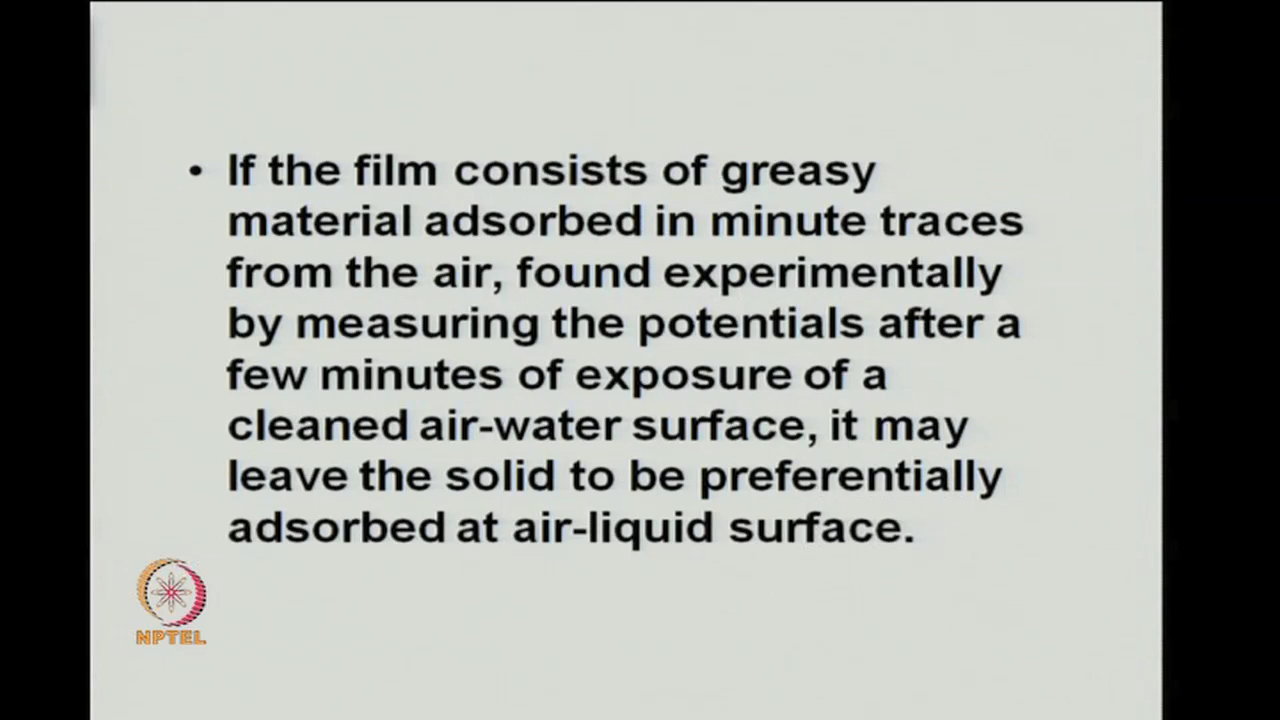 • If the film consists of greasy
material adsorbed in minute traces
from the air, found experimentally
by measuring the potentials after a
few minutes of exposure of a
cleaned air-water surface, it may
leave the solid to be preferentially
adsorbed at air-liquid surface.
NPTEL